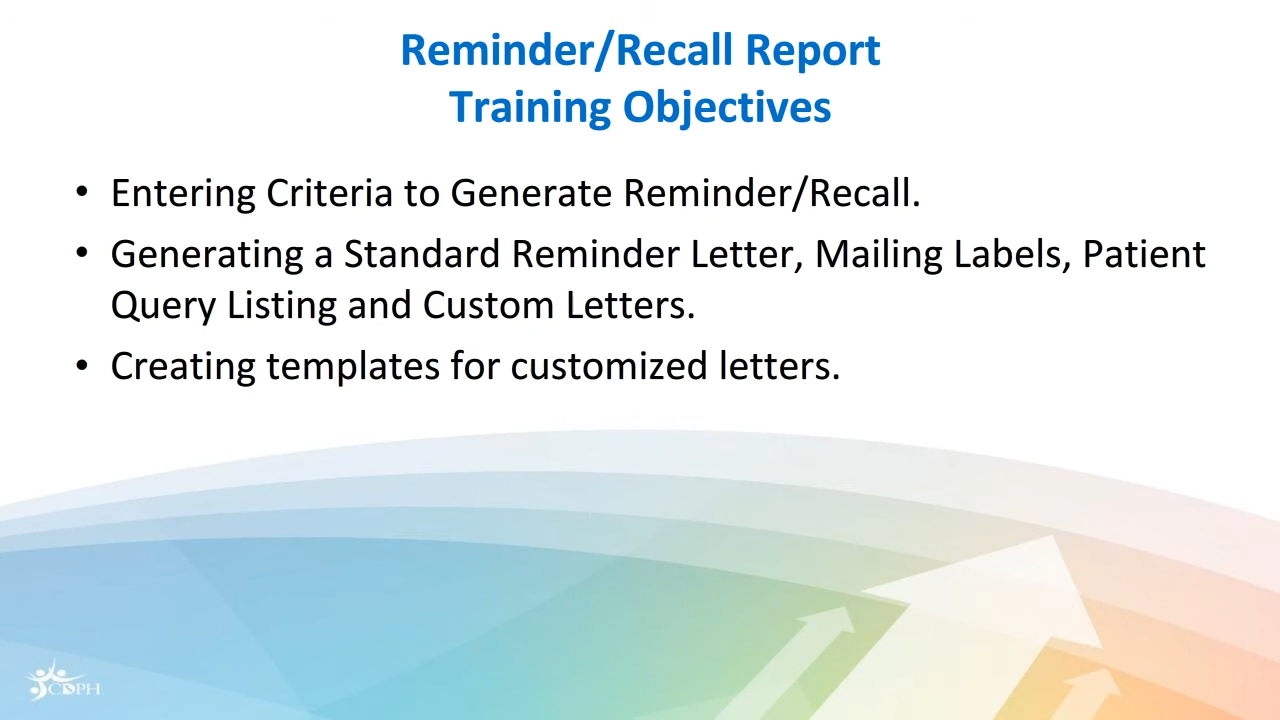 Reminder/Recall Report
Training Objectives
• Entering Criteria to Generate Reminder/Recall.
• Generating a Standard Reminder Letter, Mailing Labels, Patient
Query Listing and Custom Letters.
• Creating templates for customized letters.
CDPH